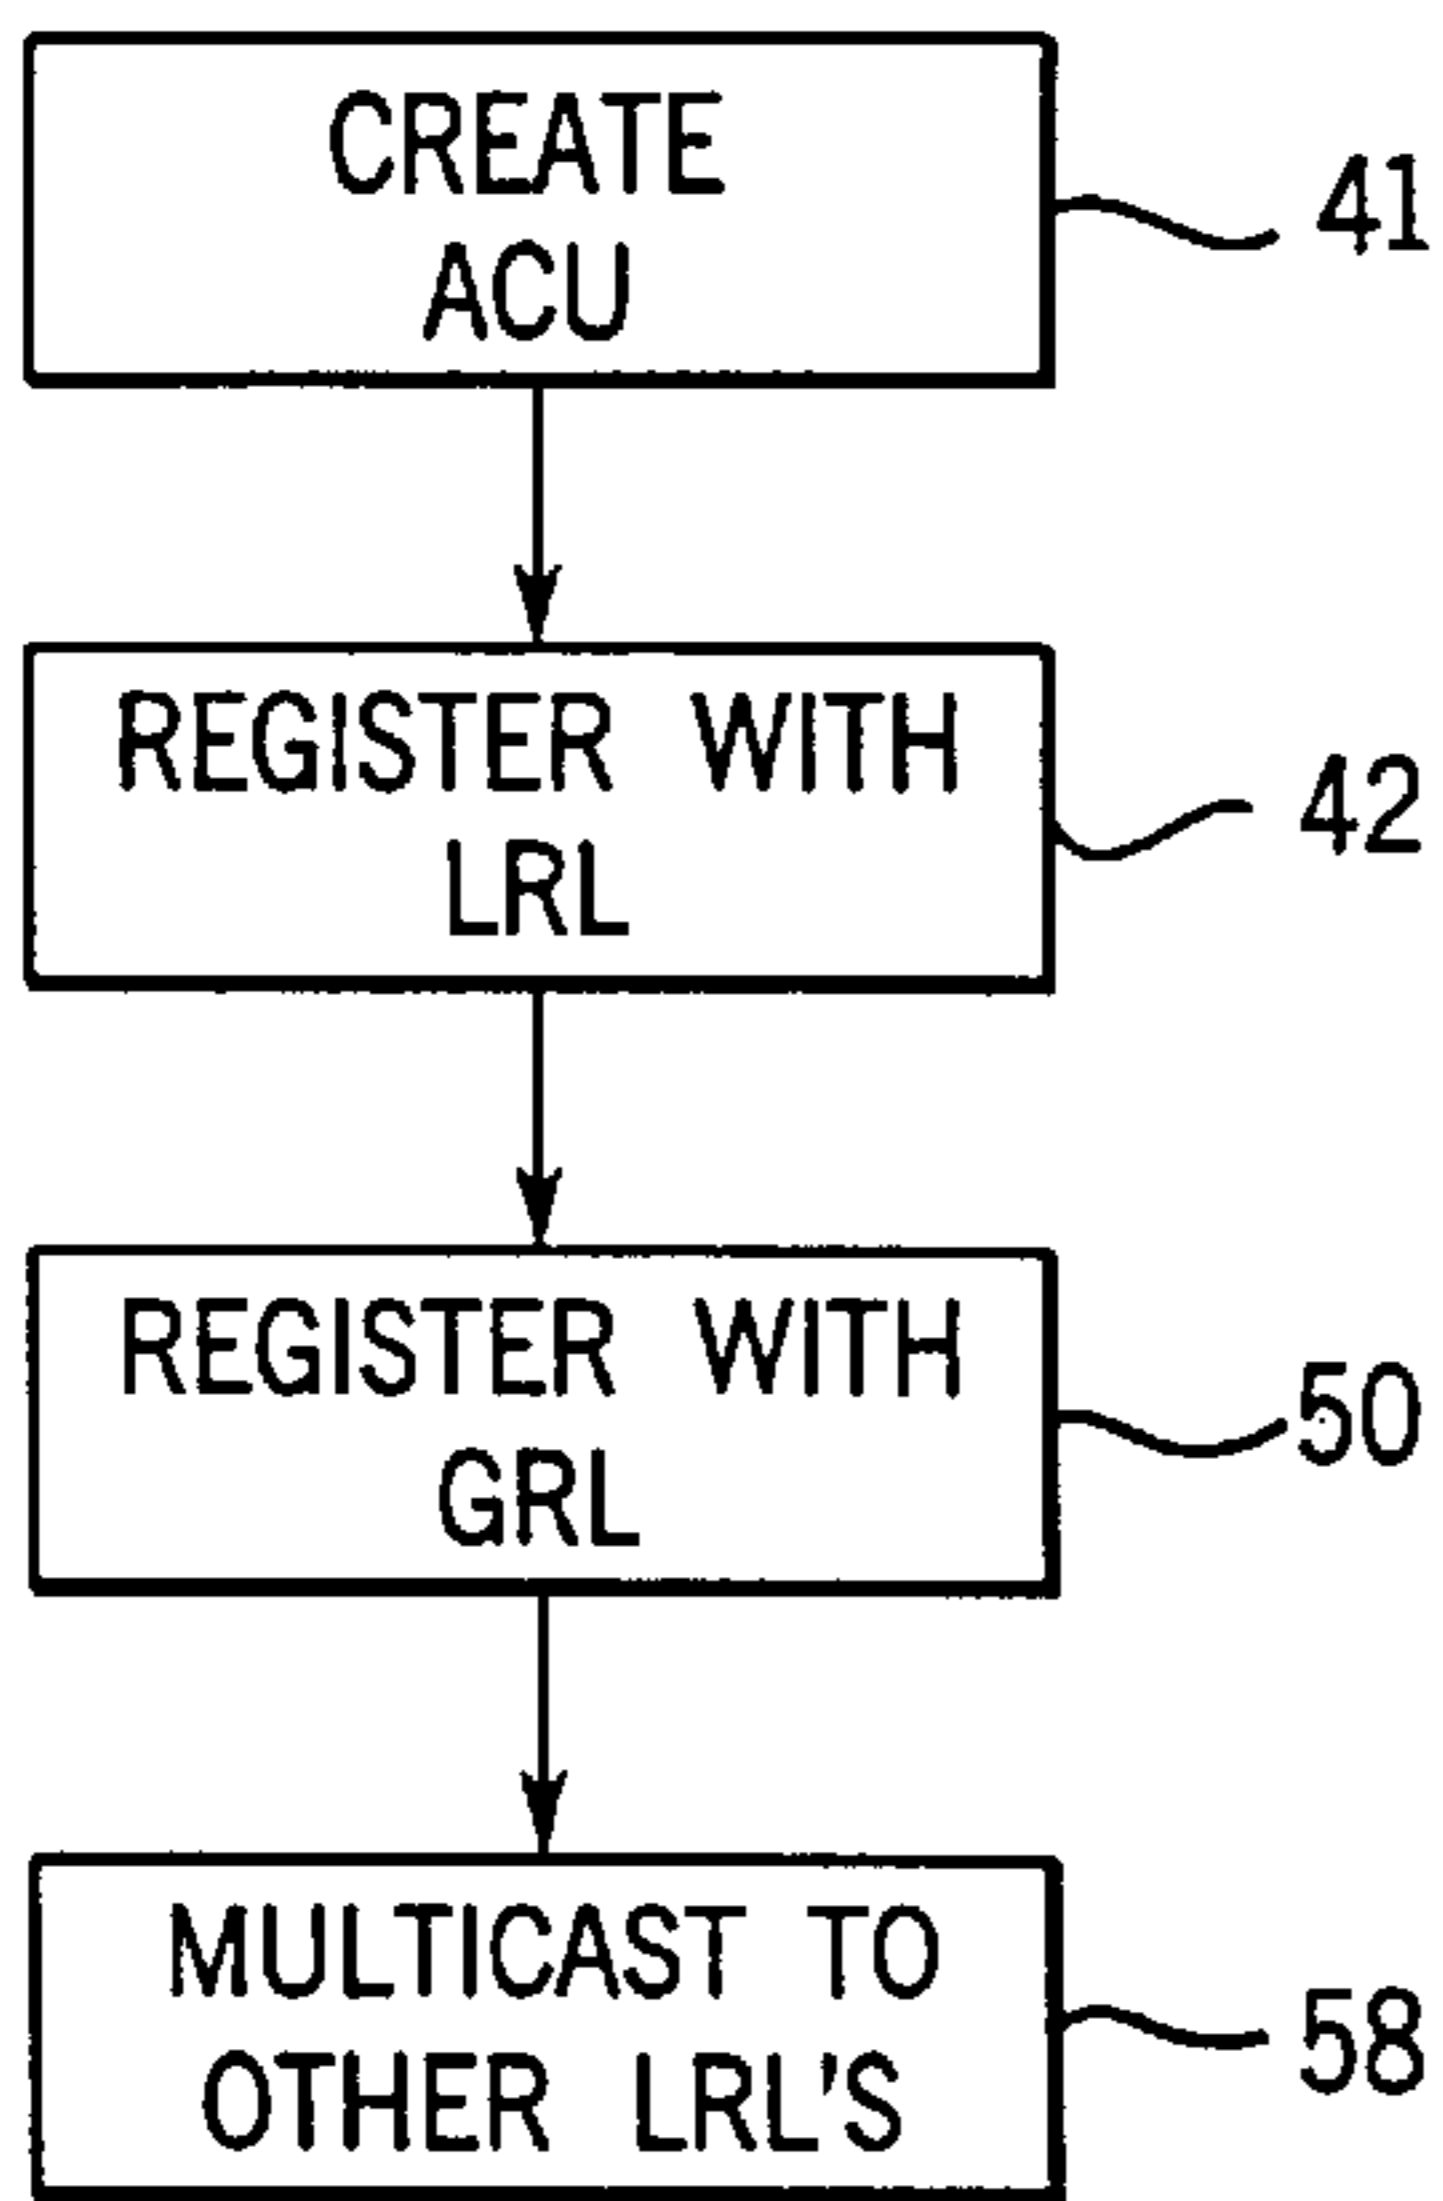 CREATE
ACU
41
REGISTER WITH
LRL
42
REGISTER WITH
GRL
50
MULTICAST TO
OTHER LRL'S
58